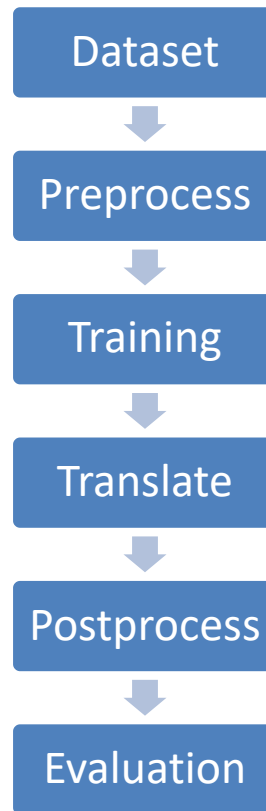 Dataset
Preprocess
Training
Translate
Postprocess
Evaluation